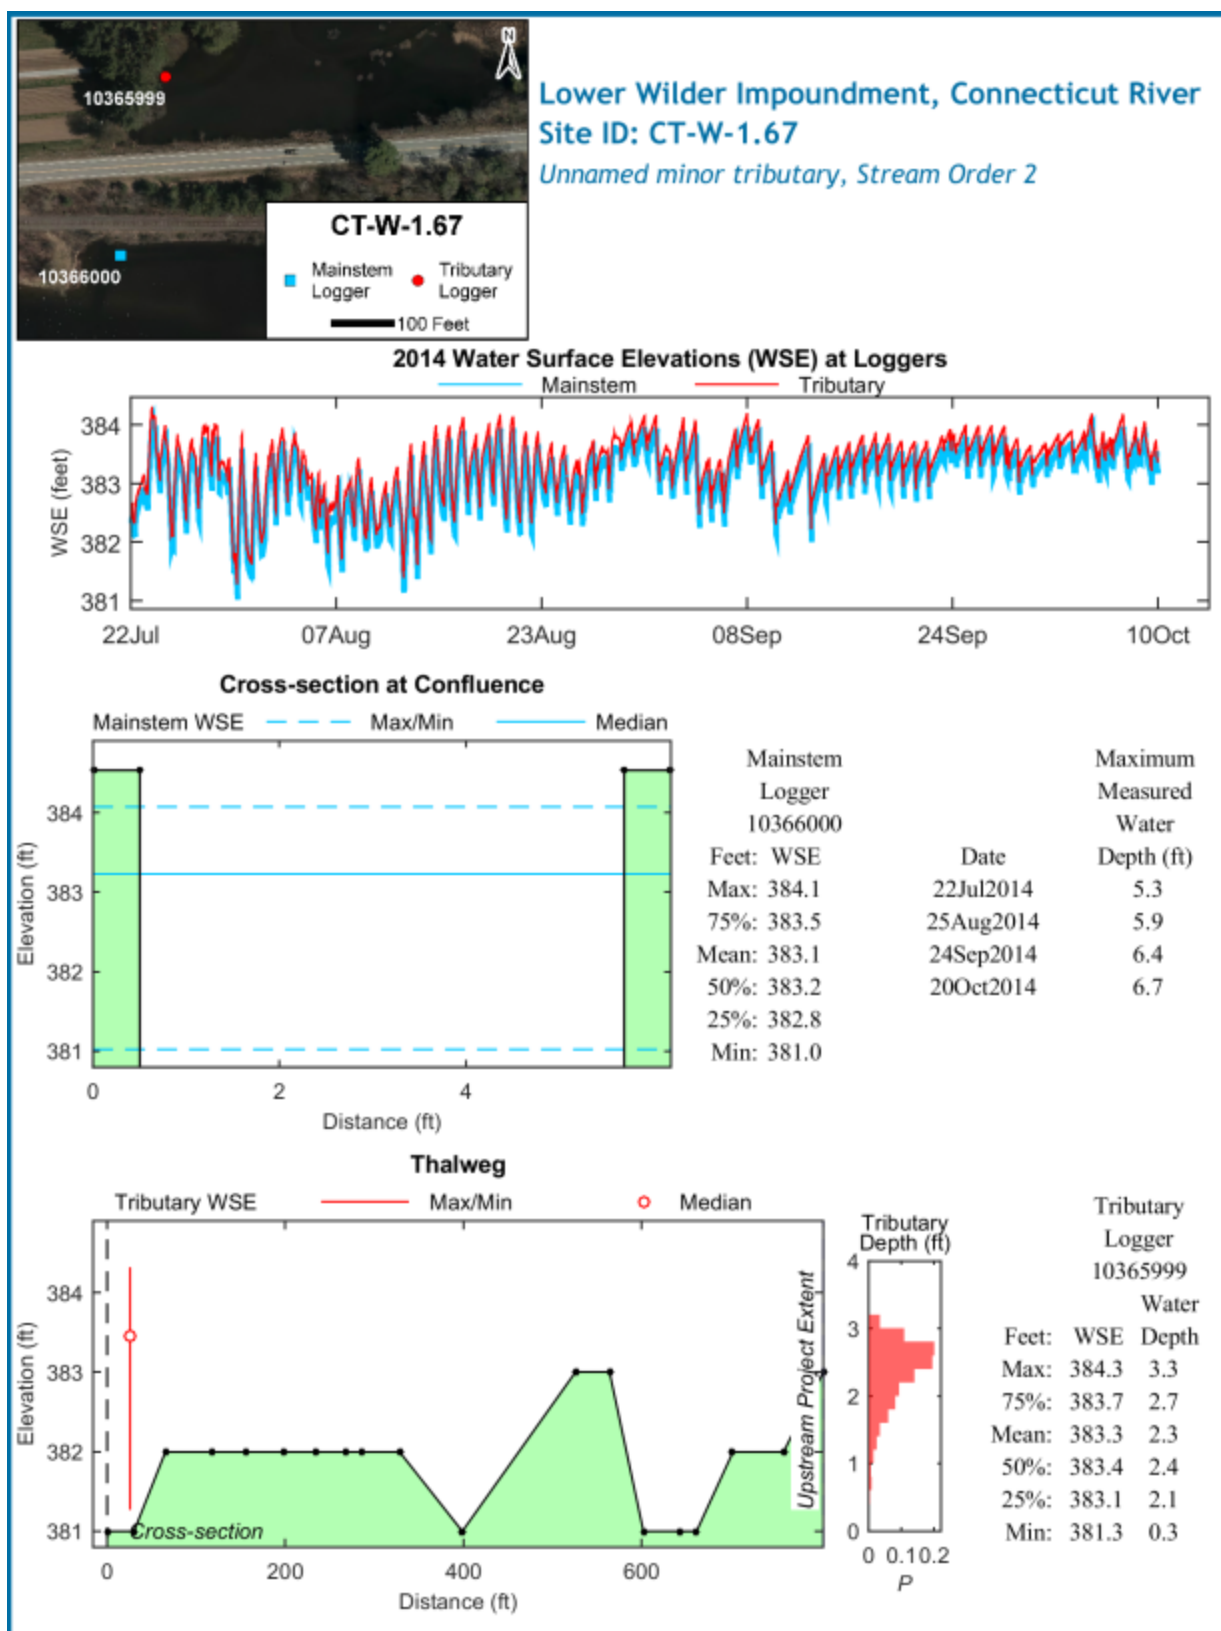 N
10365999
10366000
CT-W-1.67
Mainstem Logger
Tributary Logger
100 Feet
Lower Wilder Impoundment, Connecticut River
Site ID: CT-W-1.67
Unnamed minor tributary, Stream Order 2
2014 Water Surface Elevations (WSE) at Loggers
Mainstem Tributary
WSE (feet)
384
383
382
381
22Jul 07Aug 23Aug 08Sep 24Sep 10Oct
Cross-section at Confluence
Mainstem WSE Max/Min Median
Elevation (ft)
384
383
382
381
0 2 4
Distance (ft)
Mainstem Maximum
Logger Measured
10366000 Water
Feet: WSE Date Depth (ft)
Max: 384.1 22Jul2014 5.3
75%: 383.5 25Aug2014 5.9
Mean: 383.1 24Sep2014 6.4
50%: 383.2 20Oct2014 6.7
25%: 382.8
Min: 381.0
Thalweg
Tributary WSE Max/Min Median
Elevation (ft)
384
383
382
381
Cross-section
Upstream Project Extent
0 200 400 600
Distance (ft)
Tributary
Depth (ft)
4
3
2
1
0
0 0.1 0.2
P
Tributary
Logger
10365999
Water
Feet: WSE Depth
Max: 384.3 3.3
75%: 383.7 2.7
Mean: 383.3 2.3
50%: 383.4 2.4
25%: 383.1 2.1
Min: 381.3 0.3